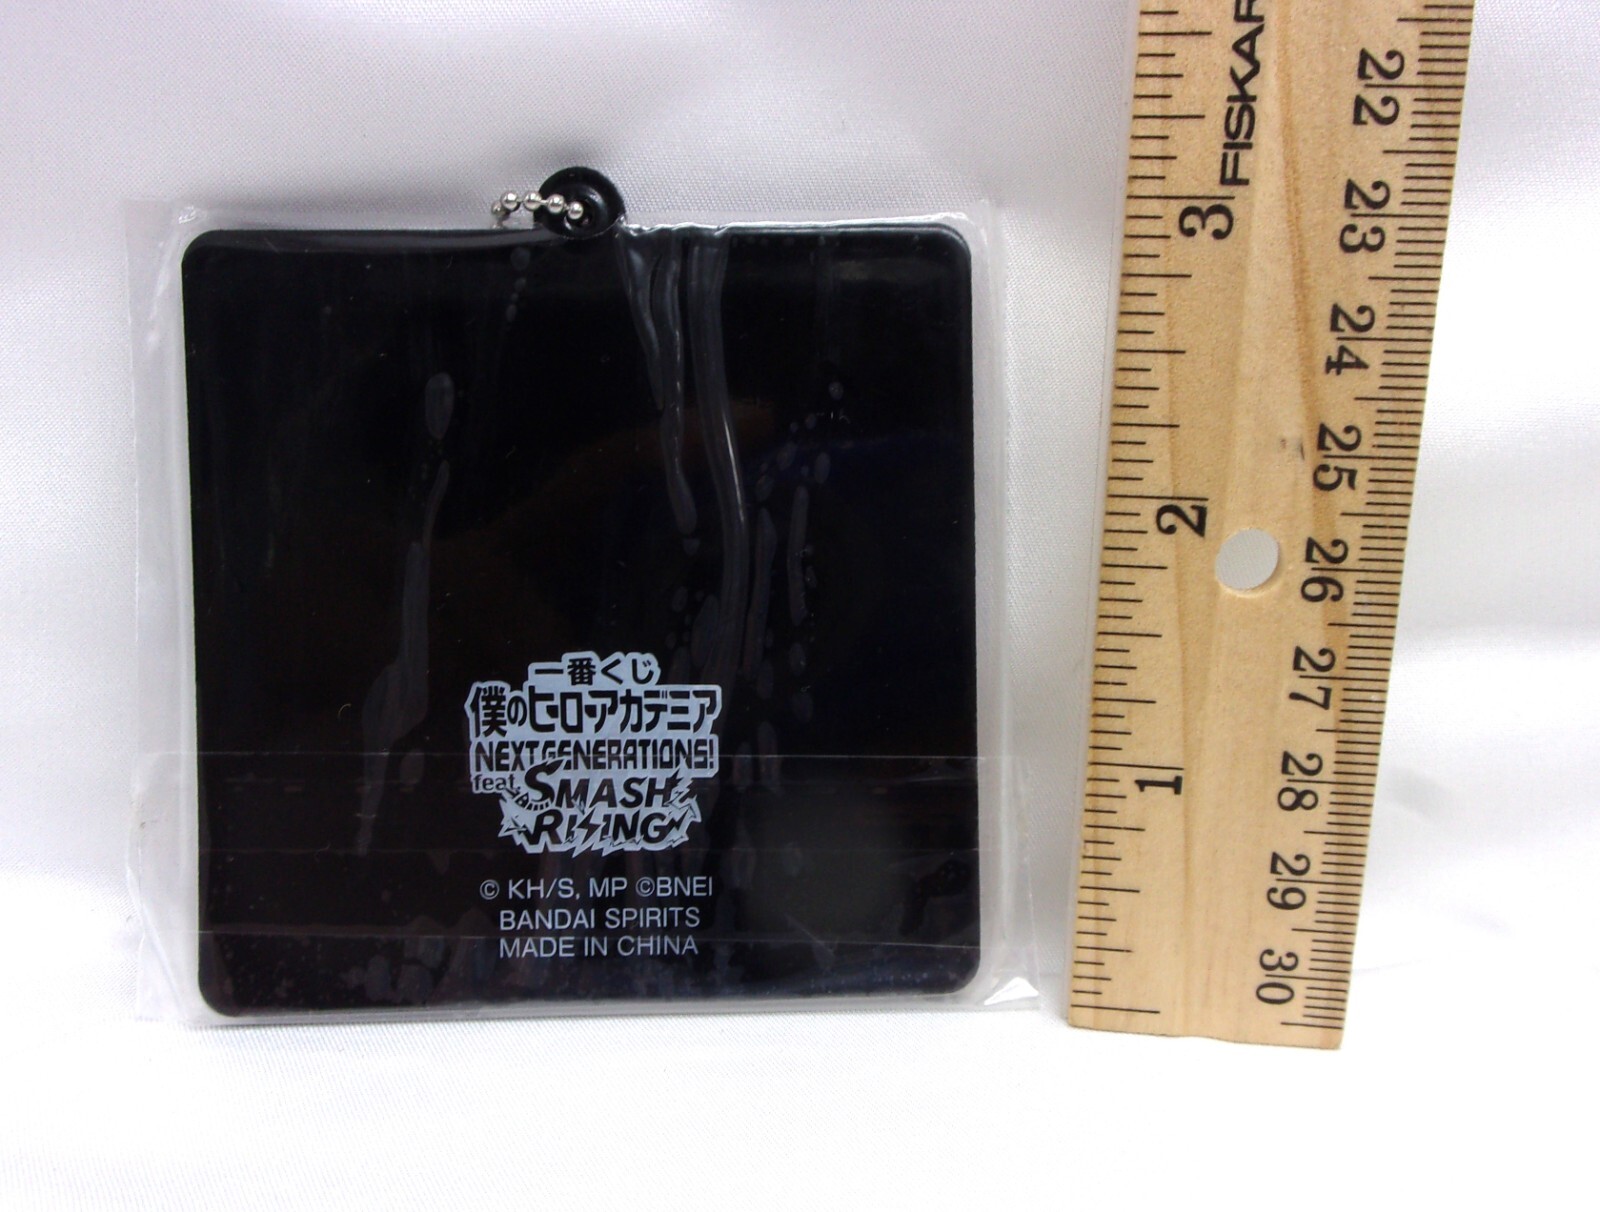 一番くじ
僕のヒーローアカデミア
NEXT GENERATIONS!
feat. SMASH RISING
© KH/S, MP ©BNEI
BANDAI SPIRITS
MADE IN CHINA
FISKAR
3
2
1
22
23
24
25
26
27
28
29
30